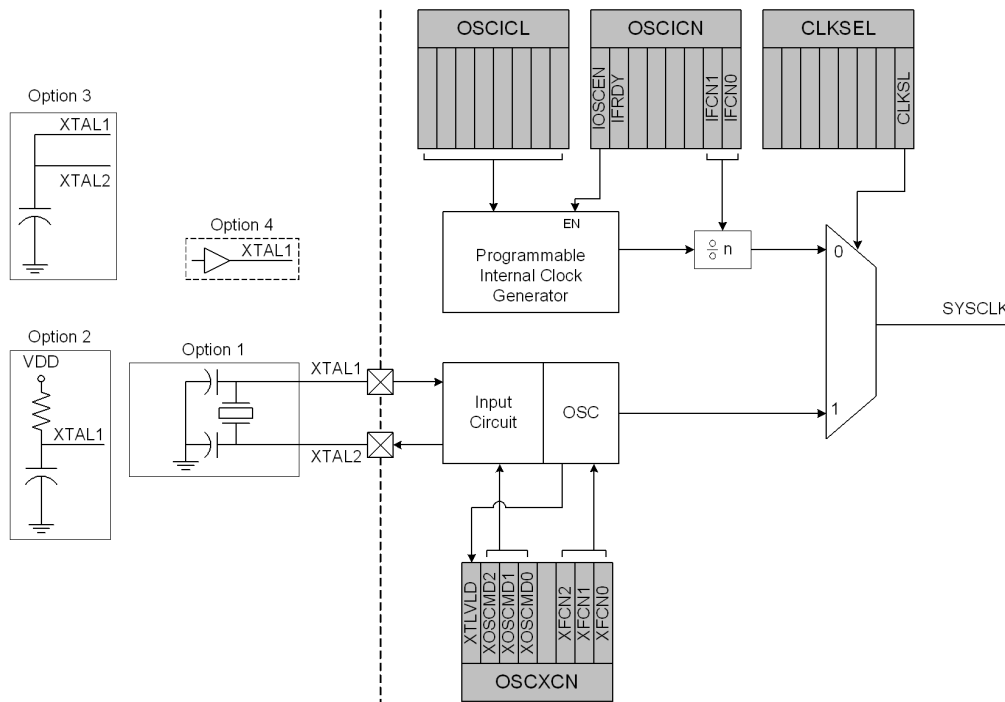 OSCICL
OSCICN
CLKSEL
IOSCEN
IFRDY
IFCN1
IFCN0
CLKSL
Option 3
XTAL1
XTAL2
Option 4
XTAL1
EN
Programmable
Internal Clock
Generator
n
0
SYSCLK
Option 2
VDD
XTAL1
Option 1
XTAL1
XTAL2
Input
Circuit
OSC
1
XTLVLD
XOSCMD2
XOSCMD1
XOSCMD0
XFCN2
XFCN1
XFCN0
OSCXCN